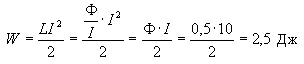 W = LI²/2 = (Ф/I · I²)/2 = Ф · I/2 = 0,5 · 10/2 = 2,5 Дж